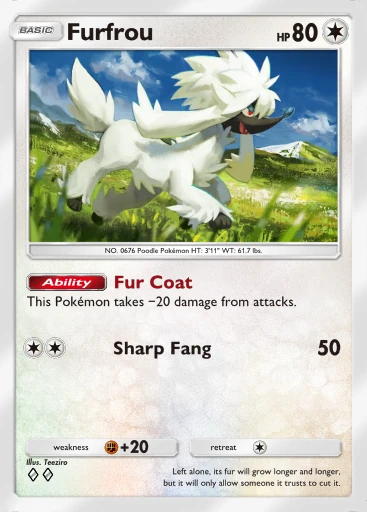 BASIC Furfrou HP 80
NO. 0676 Poodle Pokémon HT: 3'11" WT: 61.7 lbs.
Ability Fur Coat
This Pokémon takes −20 damage from attacks.
Sharp Fang 50
weakness +20 retreat
Illus. Teeziro
Left alone, its fur will grow longer and longer,
but it will only allow someone it trusts to cut it.